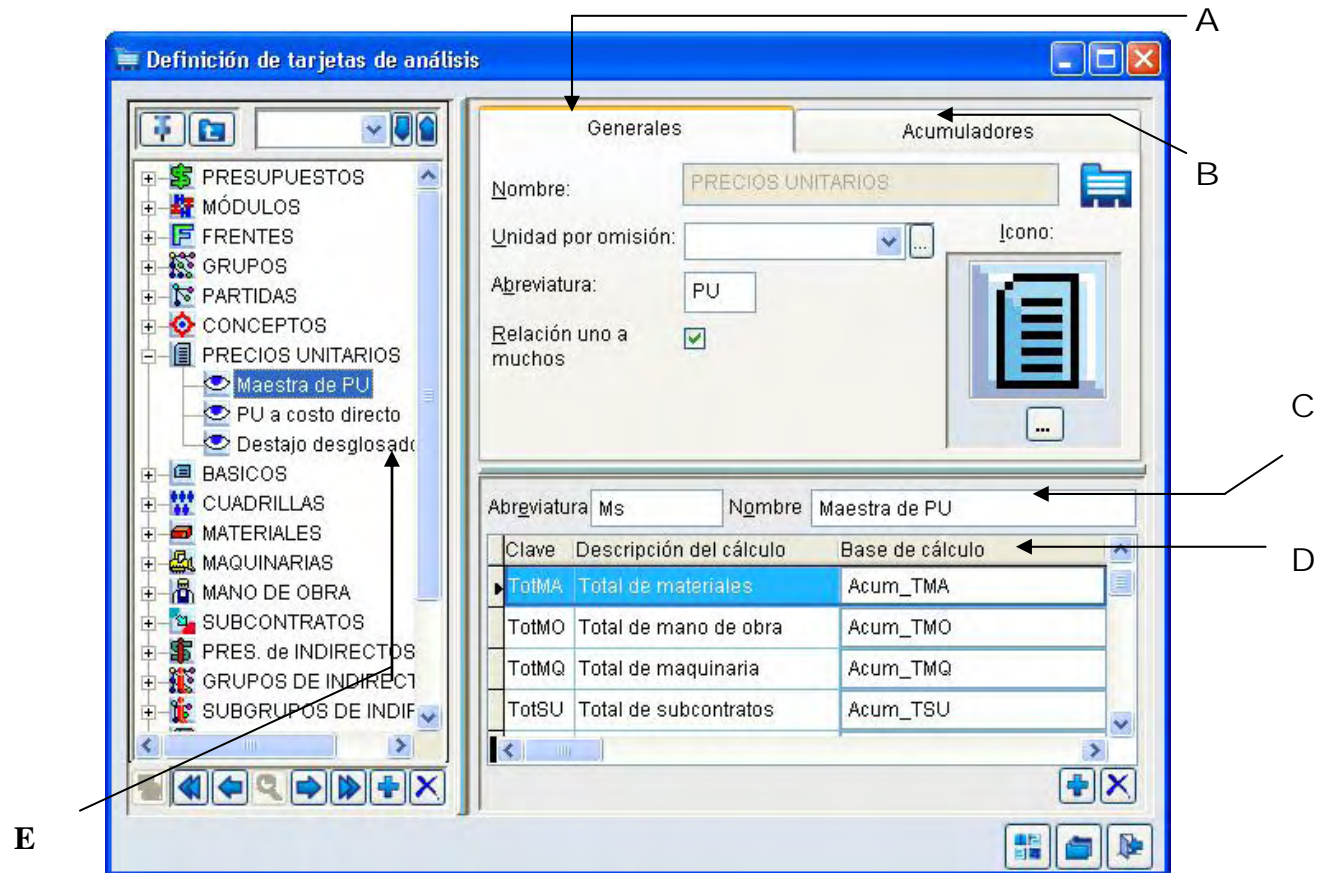 A
Definición de tarjetas de análisis
Generales
Acumuladores
B
PRESUPUESTOS
MÓDULOS
FRENTES
GRUPOS
PARTIDAS
CONCEPTOS
PRECIOS UNITARIOS
Maestra de PU
PU a costo directo
Destajo desglosado
BASICOS
CUADRILLAS
MATERIALES
MAQUINARIAS
MANO DE OBRA
SUBCONTRATOS
PRES. de INDIRECTOS
GRUPOS DE INDIRECT
SUBGRUPOS DE INDIF
Nombre: PRECIOS UNITARIOS
Unidad por omisión: ...
Icono:
Abreviatura: PU
Relación uno a
muchos
...
C
Abreviatura Ms Nombre Maestra de PU
Clave Descripción del cálculo Base de cálculo
D
TotMA Total de materiales Acum_TMA
TotMO Total de mano de obra Acum_TMO
TotMQ Total de maquinaria Acum_TMQ
TotSU Total de subcontratos Acum_TSU
E